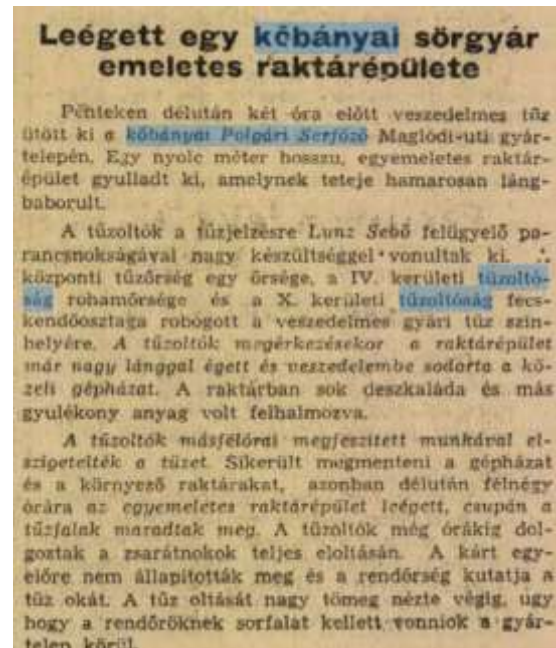 Leégett egy kőbányai sörgyár
emeletes raktárépülete
Pénteken délután két óra előtt veszedelmes tűz
ütött ki a kőbányai Polgári Serfőző Maglódi-uti gyár-
telepén. Egy nyolc méter hosszu, egyemeletes raktár-
épület gyulladt ki, amelynek teteje hamarosan láng-
baborult.
A tűzoltók a tűzjelzésre Lunz Sebő felügyelő pa-
rancsnokságával nagy készültséggel vonultak ki. A
központi tűzőrség egy őrsége, a IV. kerületi tűzoltó-
ság rohamőrsége és a X. kerületi tűzoltóság fecs-
kendőosztaga robogott a veszedelmes gyári tűz szin-
helyére. A tűzoltók megérkezésekor a raktárépület
már nagy lánggal égett és veszedelembe sodorta a kö-
zeli gépházat. A raktárban sok deszkaláda és más
gyulékony anyag volt felhalmozva.
A tűzoltók másfélórai megfeszitett munkával el-
szigetelték a tüzet. Sikerült megmenteni a gépházat
és a környező raktárakat, azonban délután félnégy
órára az egyemeletes raktárépület leégett, csupán a
tűzfalak maradtak meg. A tűzoltók még órákig dol-
goztak a zsarátnokok teljes eloltásán. A kárt egy-
előre nem állapitották meg és a rendőrség kutatja a
tűz okát. A tűz oltását nagy tömeg nézte végig, ugy
hogy a rendőröknek sorfalat kellett vonniok a gyár-
telep körül.